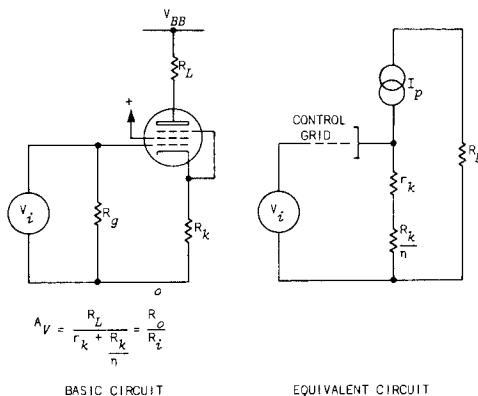 V_BB
R_L
+
V_i
R_g
R_k
o
A_V = R_L / (r_k + R_k/η) = R_o / R_i
BASIC CIRCUIT
I_p
CONTROL
GRID
V_i
r_k
R_k
η
EQUIVALENT CIRCUIT